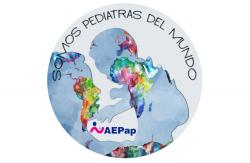 SOMOS PEDIATRAS DEL MUNDO
AEPap